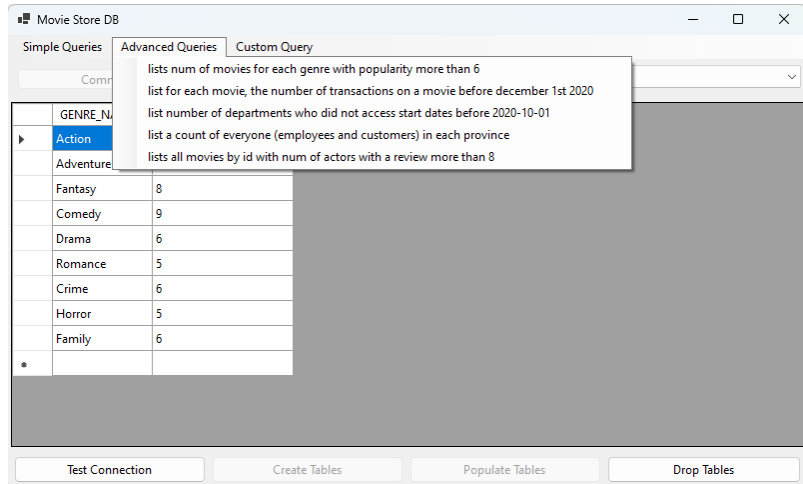 Movie Store DB
Simple Queries Advanced Queries Custom Query
lists num of movies for each genre with popularity more than 6
list for each movie, the number of transactions on a movie before december 1st 2020
list number of departments who did not access start dates before 2020-10-01
list a count of everyone (employees and customers) in each province
lists all movies by id with num of actors with a review more than 8
Action
Adventure
Fantasy 8
Comedy 9
Drama 6
Romance 5
Crime 6
Horror 5
Family 6
Test Connection Create Tables Populate Tables Drop Tables